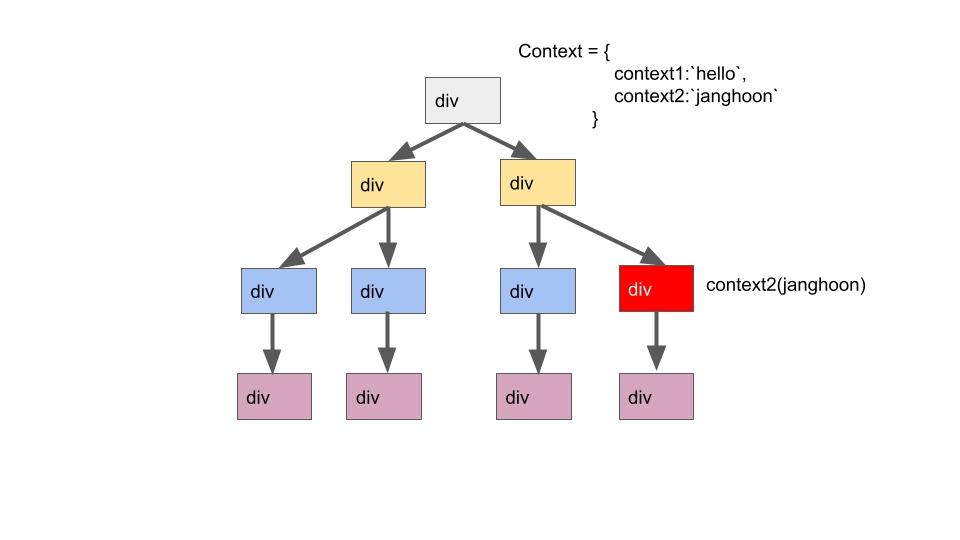 Context = {
context1:`hello`,
context2:`janghoon`
}
div
div
div
div
div
div
div
context2(janghoon)
div
div
div
div